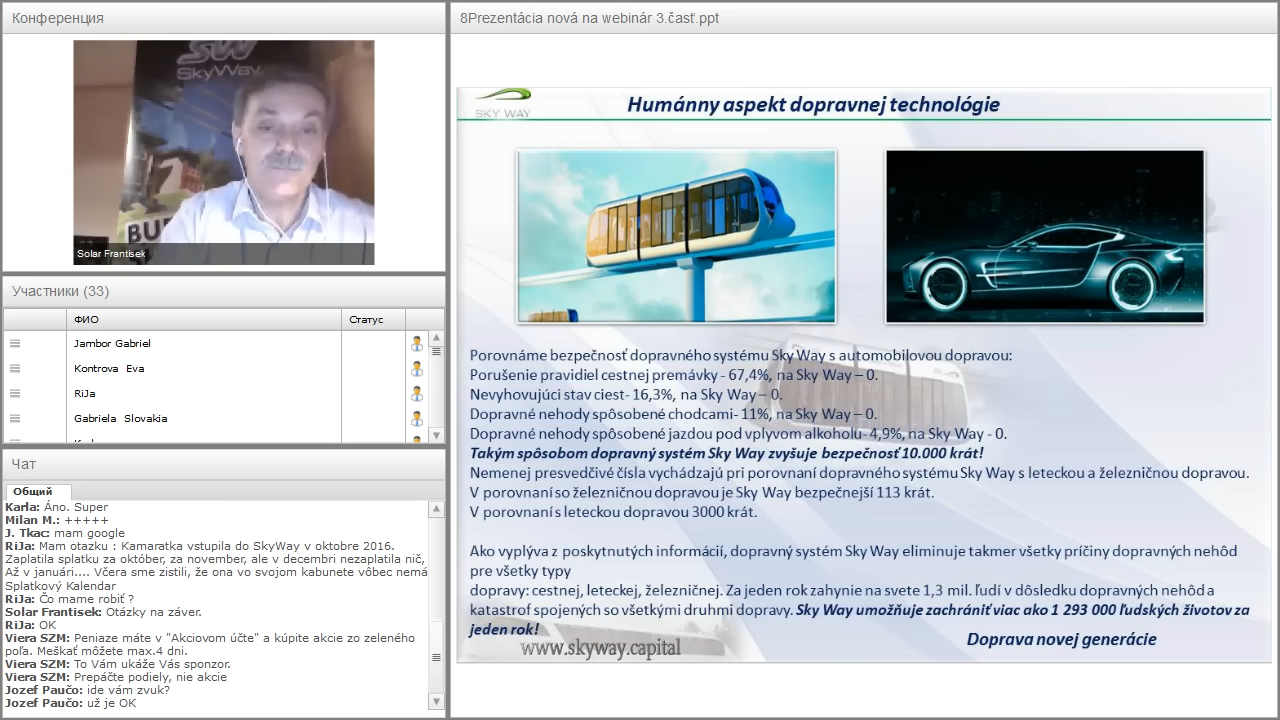 Конференция
SW
SkyWay
BU
Solar Frantisek
Участники (33)
ФИО
Статус
Jambor Gabriel
Kontrova Eva
RiJa
Gabriela Slovakia
Чат
Общий
Karla: Áno. Super
Milan M.: +++++
J. Tkac: mam google
RiJa: Mam otazku : Kamaratka vstupila do SkyWay v oktobre 2016.
Zaplatila splatku za október, za november, ale v decembri nezaplatila nič,
Až v januári.... Včera sme zistili, že ona vo svojom kabunete vôbec nemá
Splatkový Kalendar
RiJa: Čo mame robiť ?
Solar Frantisek: Otázky na záver.
RiJa: OK
Viera SZM: Peniaze máte v "Akciovom účte" a kúpite akcie zo zeleného
poľa. Meškať môžete max.4 dni.
Viera SZM: To Vám ukáže Váš sponzor.
Viera SZM: Prepáčte podiely, nie akcie
Jozef Paučo: ide vám zvuk?
Jozef Paučo: už je OK
8Prezentácia nová na webinár 3.časť.ppt
SKY WAY
Humánny aspekt dopravnej technológie
Porovnáme bezpečnosť dopravného systému Sky Way s automobilovou dopravou:
Porušenie pravidiel cestnej premávky - 67,4%, na Sky Way – 0.
Nevyhovujúci stav ciest- 16,3%, na Sky Way – 0.
Dopravné nehody spôsobené chodcami- 11%, na Sky Way – 0.
Dopravné nehody spôsobené jazdou pod vplyvom alkoholu- 4,9%, na Sky Way - 0.
Takým spôsobom dopravný systém Sky Way zvyšuje bezpečnosť 10.000 krát!
Nemenej presvedčivé čísla vychádzajú pri porovnaní dopravného systému Sky Way s leteckou a železničnou dopravou.
V porovnaní so železničnou dopravou je Sky Way bezpečnejší 113 krát.
V porovnaní s leteckou dopravou 3000 krát.
Ako vyplýva z poskytnutých informácií, dopravný systém Sky Way eliminuje takmer všetky príčiny dopravných nehôd
pre všetky typy
dopravy: cestnej, leteckej, železničnej. Za jeden rok zahynie na svete 1,3 mil. ľudí v dôsledku dopravných nehôd a
katastrof spojených so všetkými druhmi dopravy. Sky Way umožňuje zachrániť viac ako 1 293 000 ľudských životov za
jeden rok!
www.skyway.capital
Doprava novej generácie